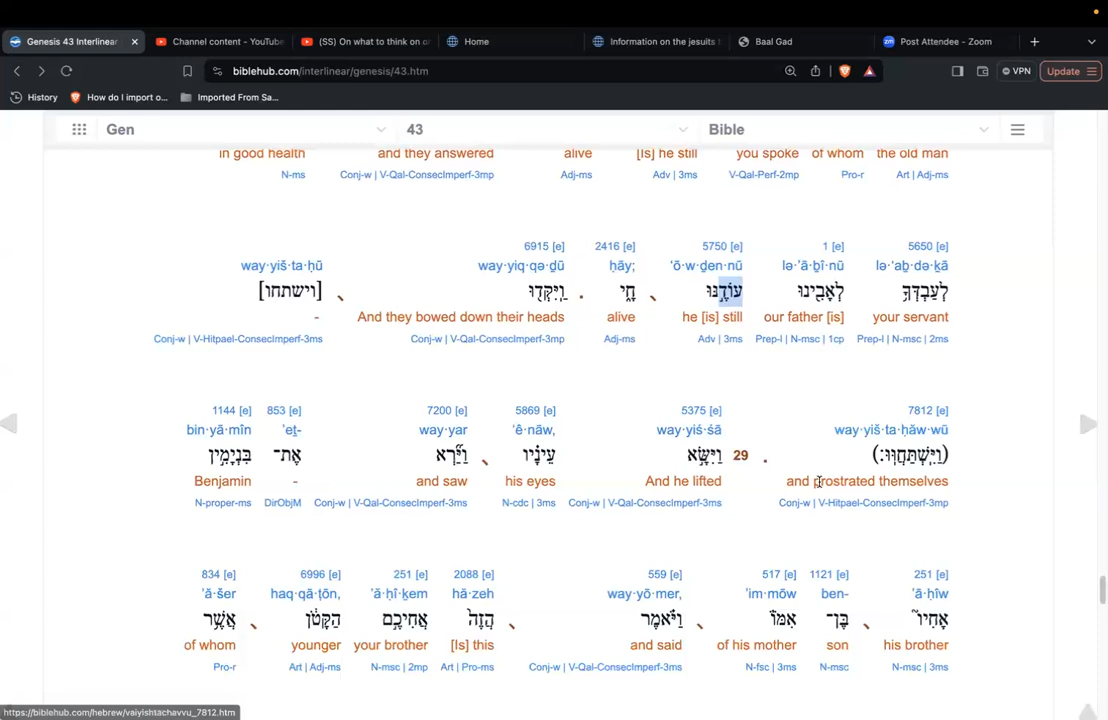 Genesis 43 Interlinear
Channel content - YouTube
(SS) On what to think on or
Home
Information on the jesuits t
Baal Gad
Post Attendee - Zoom
biblehub.com/interlinear/genesis/43.htm
VPN
Update
History
How do I import o...
Imported From Sa...
Gen
43
Bible
in good health and they answered alive [Is] he still you spoke of whom the old man
N-ms Conj-w | V-Qal-ConsecImperf-3mp Adj-ms Adv | 3ms V-Qal-Perf-2mp Pro-r Art | Adj-ms
6915 [e] 2416 [e] 5750 [e] 1 [e] 5650 [e]
way·yiš·ta·ḥū way·yiq·qə·ḏū ḥāy; ‘ō·w·ḏen·nū lə·’ā·ḇî·nū lə·‘aḇ·də·ḵā
לְעַבְדְּךָ֥ לְאָבִ֖ינוּ עוֹדֶ֣נּוּ ، חָ֑י . וַֽיִּקְּד֖וּ ، [וישתחו]
- And they bowed down their heads alive he [is] still our father [is] your servant
Conj-w | V-Hitpael-ConsecImperf-3ms Conj-w | V-Qal-ConsecImperf-3mp Adj-ms Adv | 3ms Prep-l | N-msc | 1cp Prep-l | N-msc | 2ms
1144 [e] 853 [e] 7200 [e] 5869 [e] 5375 [e] 7812 [e]
bin·yā·mîn ’eṯ- way·yar ‘ê·nāw, way·yiś·śā way·yiš·ta·ḥăw·wū
(וַיִּֽשְׁתַּחֲוּֽוּ׃) . 29 וַיִּשָּׂ֣א עֵינָ֗יו ، וַיַּ֞רְא אֶת־ בִּנְיָמִ֣ין
Benjamin - and saw his eyes And he lifted and prostrated themselves
N-proper-ms DirObjM Conj-w | V-Qal-ConsecImperf-3ms N-cdc | 3ms Conj-w | V-Qal-ConsecImperf-3ms Conj-w | V-Hitpael-ConsecImperf-3mp
834 [e] 6996 [e] 251 [e] 2088 [e] 559 [e] 517 [e] 1121 [e] 251 [e]
’ă·šer haq·qā·ṭōn, ’ă·ḥî·ḵem hă·zeh way·yō·mer, ’im·mōw ben- ’ā·ḥîw
אָחִיו֮ בֶּן־ אִמּוֹ֒ ، וַיֹּ֗אמֶר ، הֲזֶה֙ אֲחִיכֶ֣ם הַקָּטֹ֔ן ، אֲשֶׁ֥ר
of whom younger your brother [Is] this and said of his mother son his brother
Pro-r Art | Adj-ms N-msc | 2mp Art | Pro-ms Conj-w | V-Qal-ConsecImperf-3ms N-fsc | 3ms N-msc N-msc | 3ms
https://biblehub.com/hebrew/vaiyishtachavvu_7812.htm